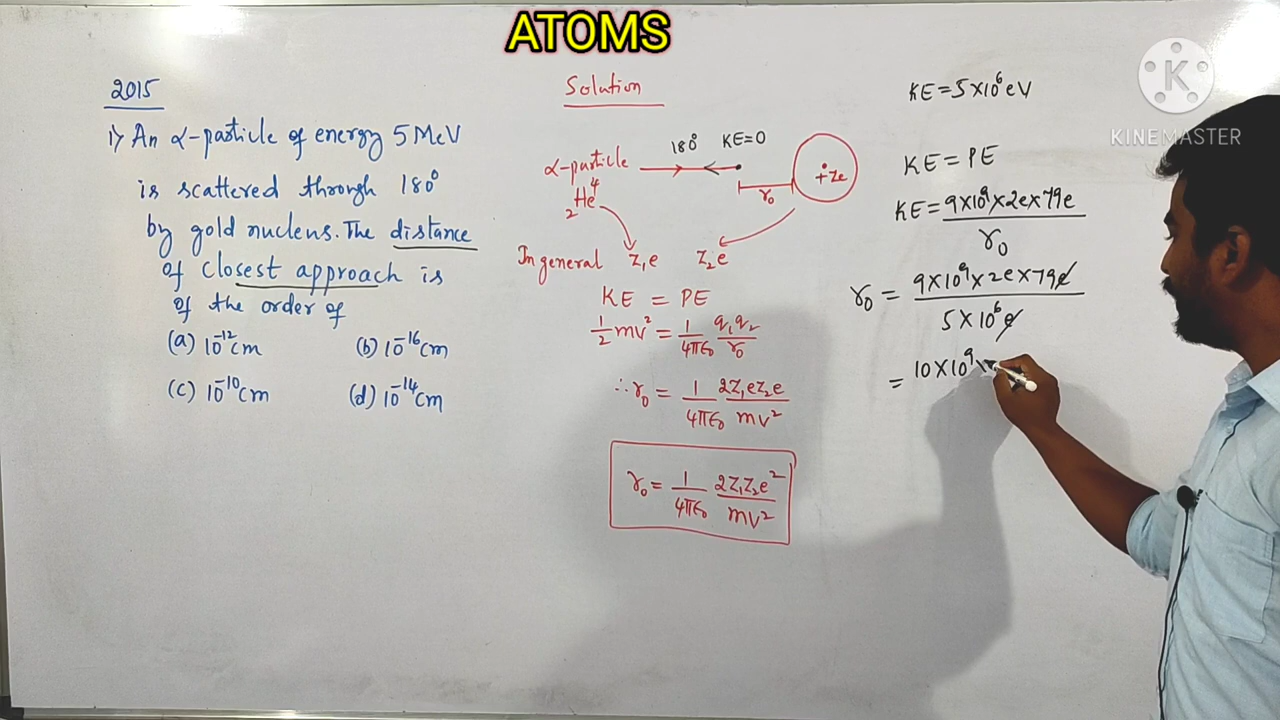 ATOMS
2015
1) An α-particle of energy 5 MeV
is scattered through 180°
by gold nucleus. The distance
of closest approach is
of the order of
(a) 10⁻¹² cm (b) 10⁻¹⁶ cm
(c) 10⁻¹⁰ cm (d) 10⁻¹⁴ cm
Solution
180° KE=0
α-particle +Ze
₂He⁴ r₀
In general Z₁e Z₂e
KE = PE
1/2 mv² = 1/4πε₀ q₁q₂/r₀
∴ r₀ = 1/4πε₀ 2Z₁eZ₂e/mv²
r₀ = 1/4πε₀ 2Z₁Z₂e²/mv²
KE = 5×10⁶ eV
KE = PE
KE = 9×10⁹×2e×79e/r₀
r₀ = 9×10⁹×2e×79e/5×10⁶e
= 10×10⁹×
K
KINEMASTER